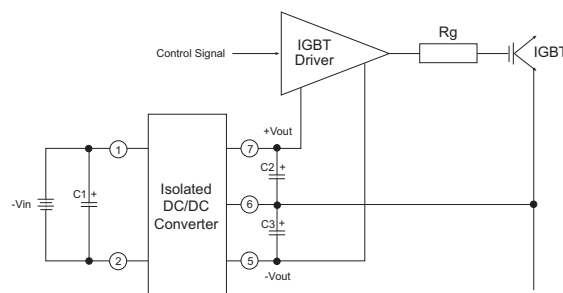 Control Signal
IGBT
Driver
Rg
IGBT
+Vout
1
7
C2 +
C1 +
-Vin
Isolated
DC/DC
Converter
6
C3 +
2
5
-Vout